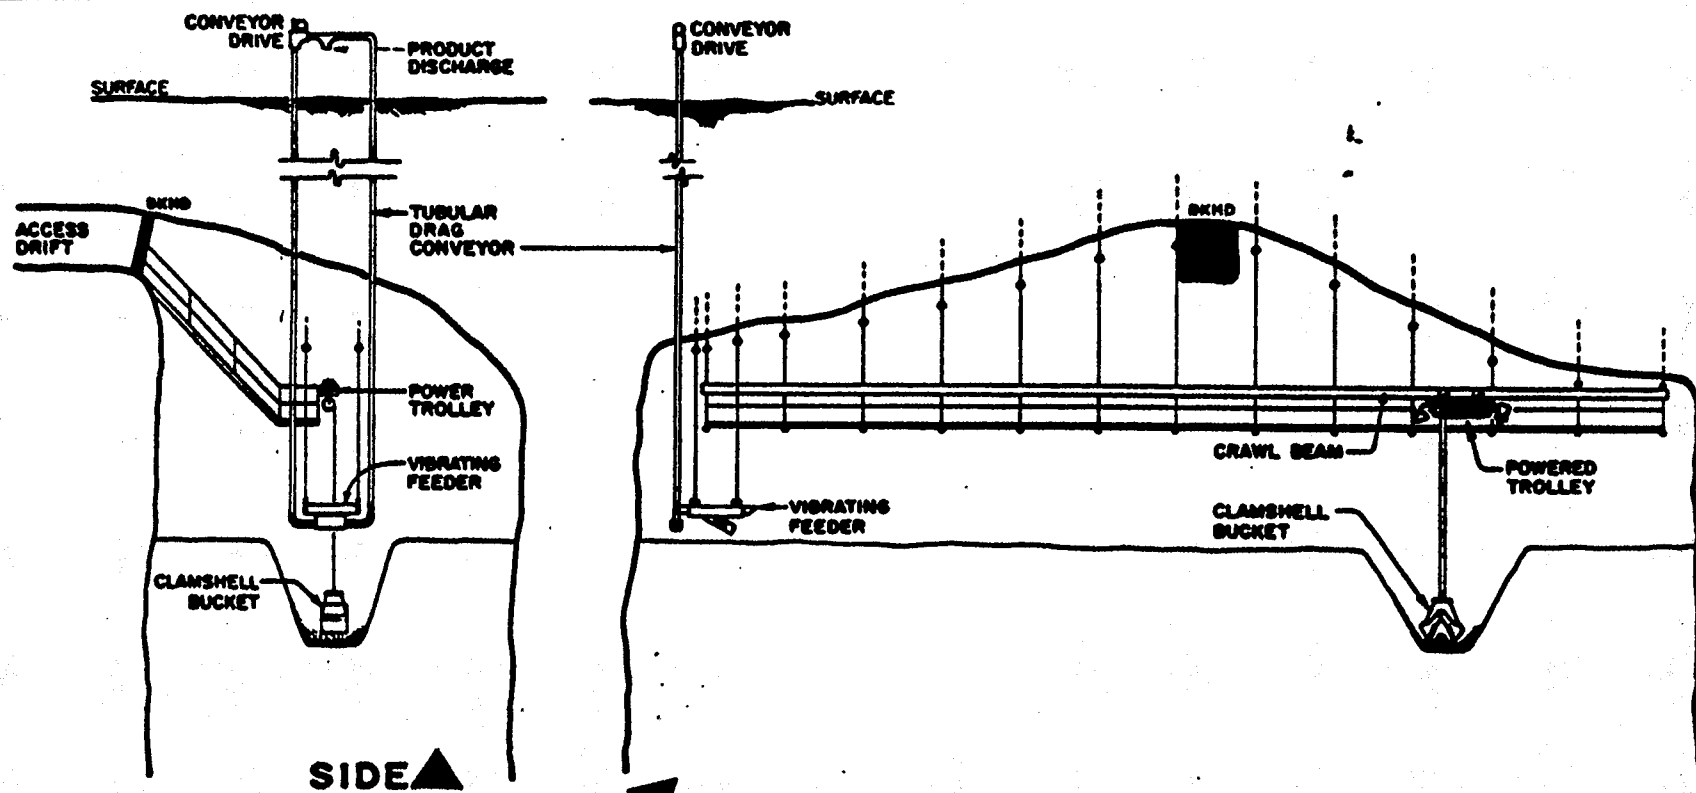 CONVEYOR
DRIVE
PRODUCT
DISCHARGE
SURFACE
BKHD
ACCESS
DRIFT
TUBULAR
DRAG
CONVEYOR
POWER
TROLLEY
VIBRATING
FEEDER
CLAMSHELL
BUCKET
SIDE
CONVEYOR
DRIVE
SURFACE
BKHD
CRAWL BEAM
POWERED
TROLLEY
VIBRATING
FEEDER
CLAMSHELL
BUCKET